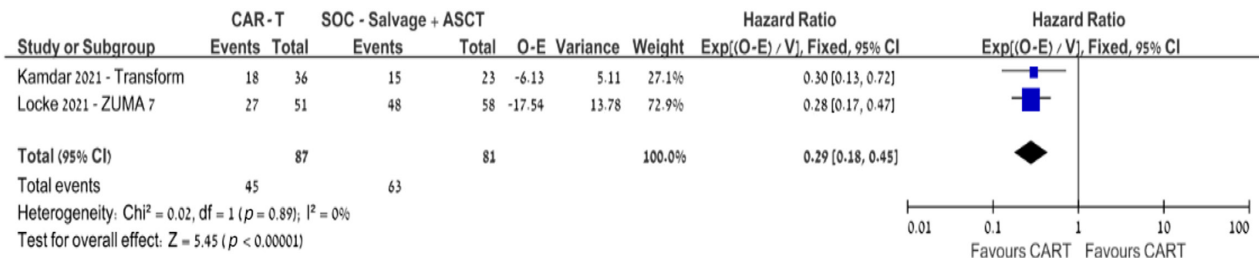 CAR-T SOC - Salvage + ASCT Hazard Ratio Hazard Ratio
Study or Subgroup Events Total Events Total O-E Variance Weight Exp[(O-E) / V], Fixed, 95% CI Exp[(O-E) / V], Fixed, 95% CI
Kamdar 2021 - Transform 18 36 15 23 -6.13 5.11 27.1% 0.30 [0.13, 0.72]
Locke 2021 - ZUMA 7 27 51 48 58 -17.54 13.78 72.9% 0.28 [0.17, 0.47]
Total (95% CI) 87 81 100.0% 0.29 [0.18, 0.45]
Total events 45 63
Heterogeneity: Chi² = 0.02, df = 1 (p = 0.89); I² = 0%
Test for overall effect: Z = 5.45 (p < 0.00001)
0.01 0.1 1 10 100
Favours CART Favours CART